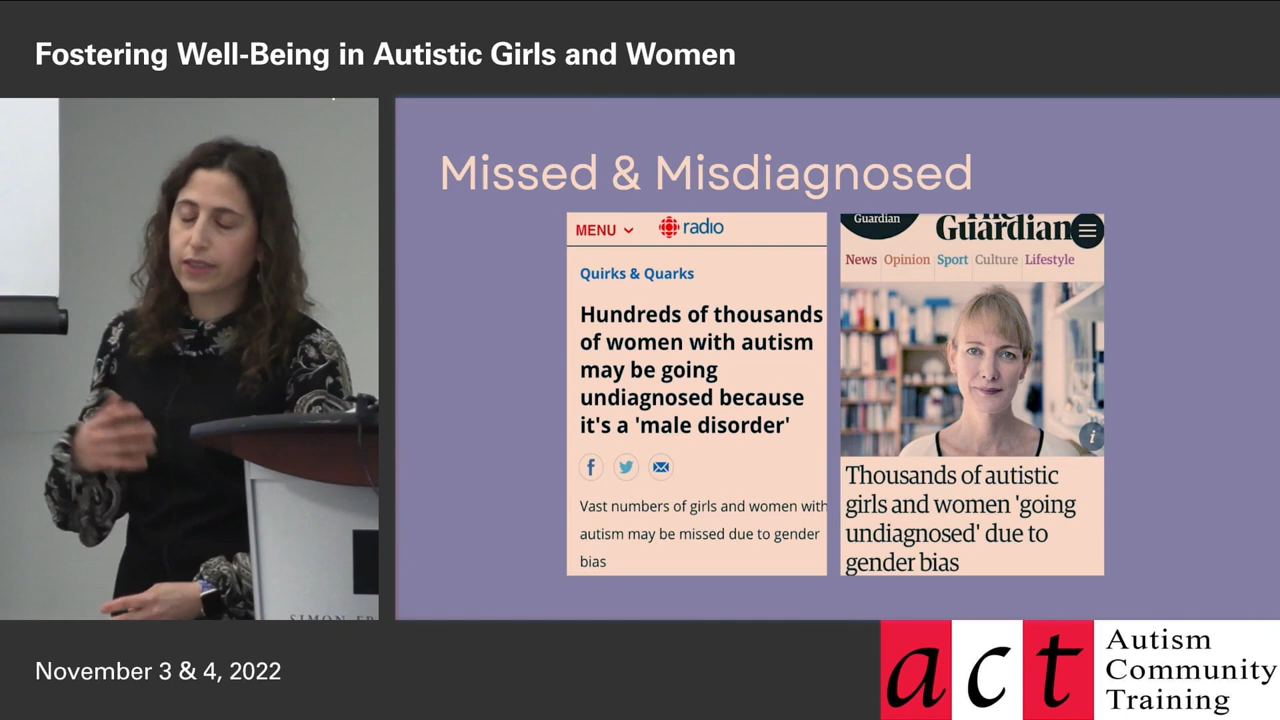 Fostering Well-Being in Autistic Girls and Women
Missed & Misdiagnosed
MENU
radio
Quirks & Quarks
Hundreds of thousands
of women with autism
may be going
undiagnosed because
it's a 'male disorder'
Vast numbers of girls and women with
autism may be missed due to gender
bias
Guardian
The
Guardian
News Opinion Sport Culture Lifestyle
i
Thousands of autistic
girls and women 'going
undiagnosed' due to
gender bias
SIMON FR
November 3 & 4, 2022
act
Autism
Community
Training